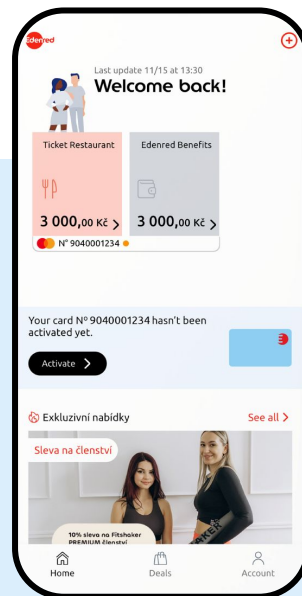 Edenred
Last update 11/15 at 13:30
Welcome back!
Ticket Restaurant
Edenred Benefits
3 000,00 Kč
3 000,00 Kč
N° 9040001234
Your card Nº 9040001234 hasn't been
activated yet.
Activate
Exkluzivní nabídky
See all
Sleva na členství
10% sleva na Fitshaker
PREMIUM členství
Home
Deals
Account